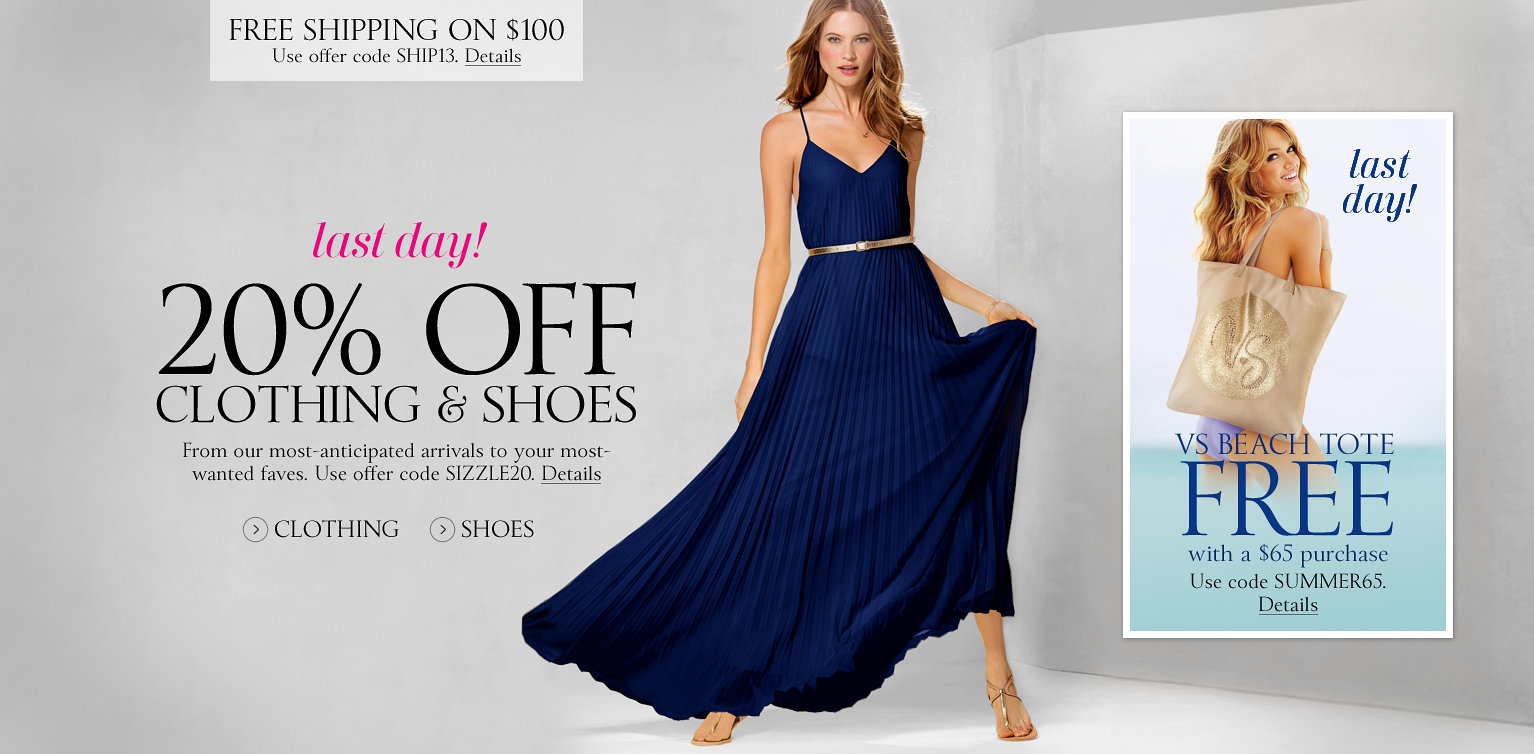 FREE SHIPPING ON $100
Use offer code SHIP13. Details
last day!
20% OFF
CLOTHING & SHOES
From our most-anticipated arrivals to your most-
wanted faves. Use offer code SIZZLE20. Details
CLOTHING
SHOES
last
day!
VS
VS BEACH TOTE
FREE
with a $65 purchase
Use code SUMMER65.
Details